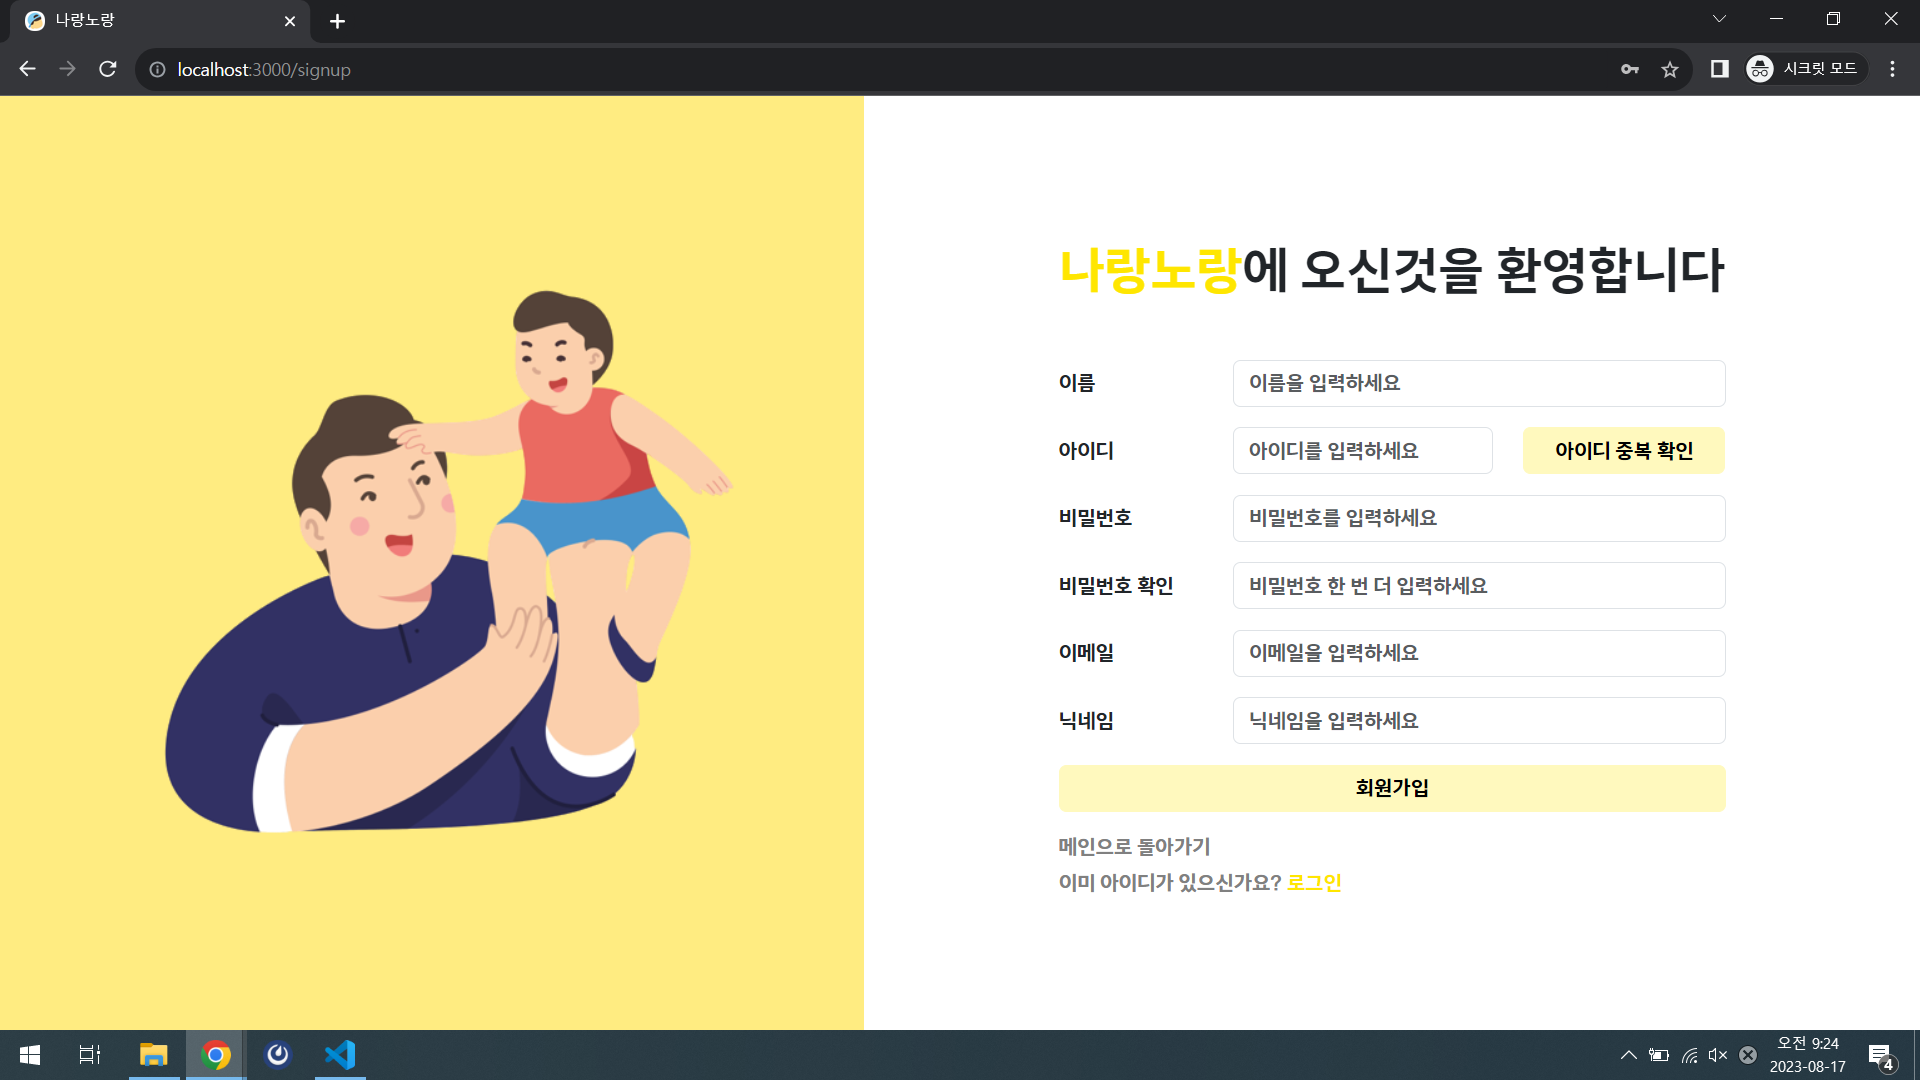 나랑노랑
localhost:3000/signup
시크릿 모드
나랑노랑에 오신것을 환영합니다
이름
이름을 입력하세요
아이디
아이디를 입력하세요
아이디 중복 확인
비밀번호
비밀번호를 입력하세요
비밀번호 확인
비밀번호 한 번 더 입력하세요
이메일
이메일을 입력하세요
닉네임
닉네임을 입력하세요
회원가입
메인으로 돌아가기
이미 아이디가 있으신가요? 로그인
오전 9:24
2023-08-17
4